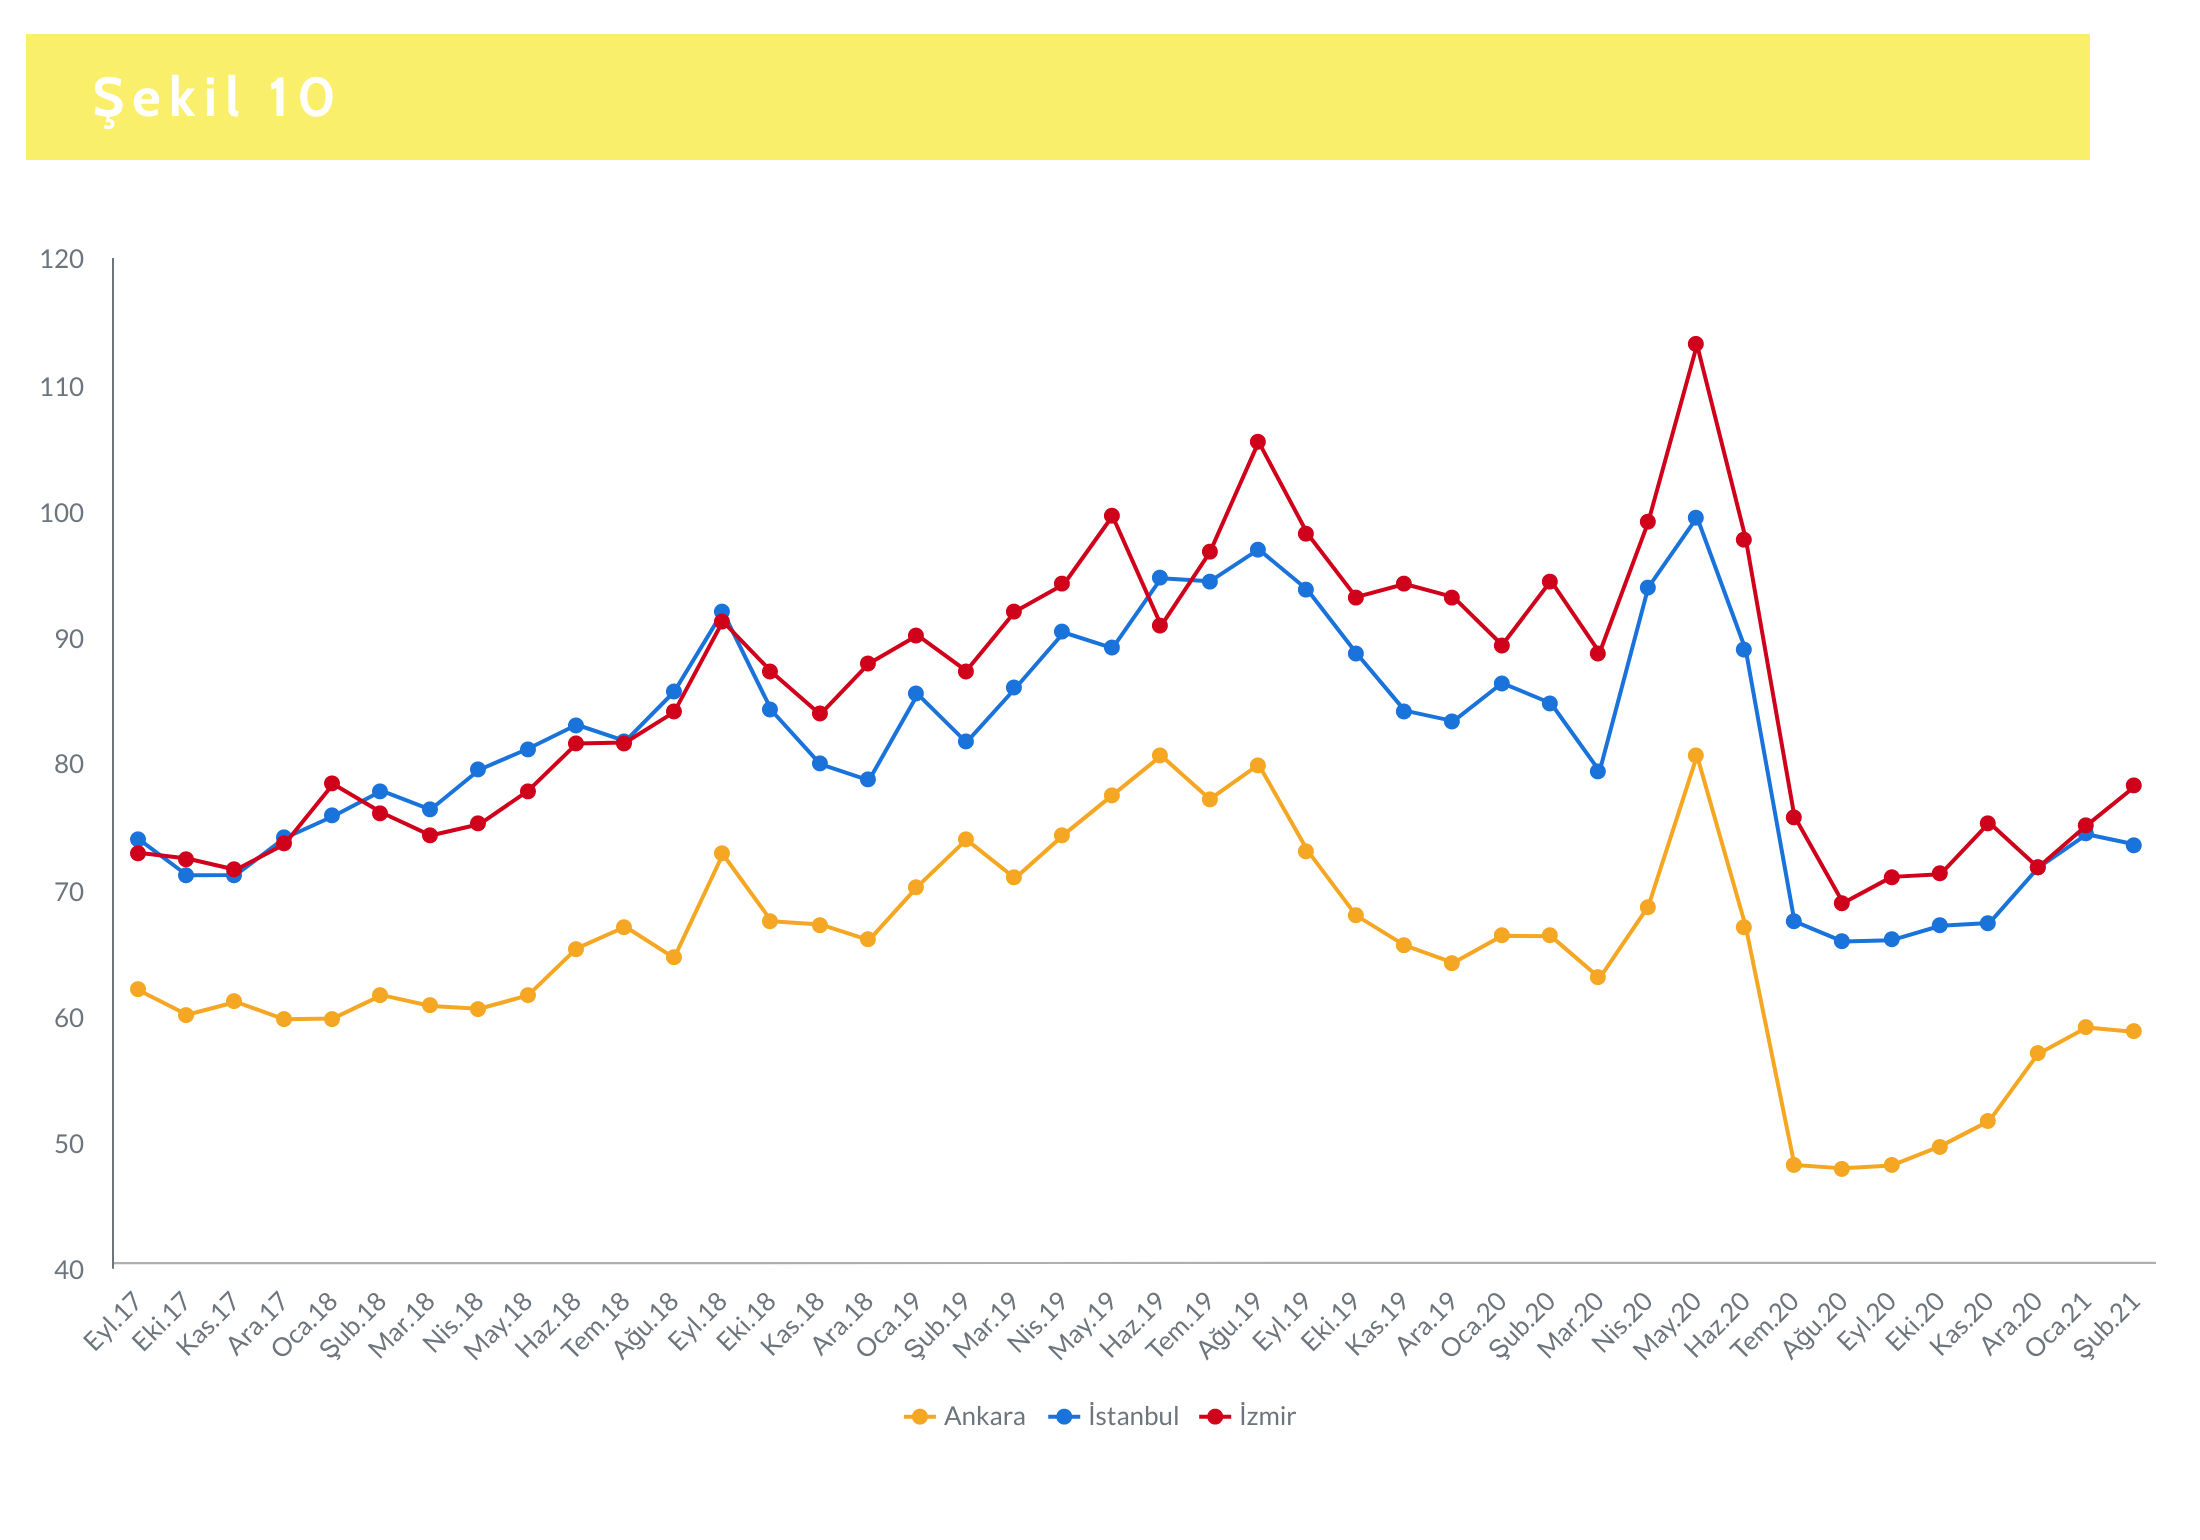 Şekil 10
120
110
100
90
80
70
60
50
40
Eyl.17
Eki.17
Kas.17
Ara.17
Oca.18
Şub.18
Mar.18
Nis.18
May.18
Haz.18
Tem.18
Ağu.18
Eyl.18
Eki.18
Kas.18
Ara.18
Oca.19
Şub.19
Mar.19
Nis.19
May.19
Haz.19
Tem.19
Ağu.19
Eyl.19
Eki.19
Kas.19
Ara.19
Oca.20
Şub.20
Mar.20
Nis.20
May.20
Haz.20
Tem.20
Ağu.20
Eyl.20
Eki.20
Kas.20
Ara.20
Oca.21
Şub.21
Ankara İstanbul İzmir